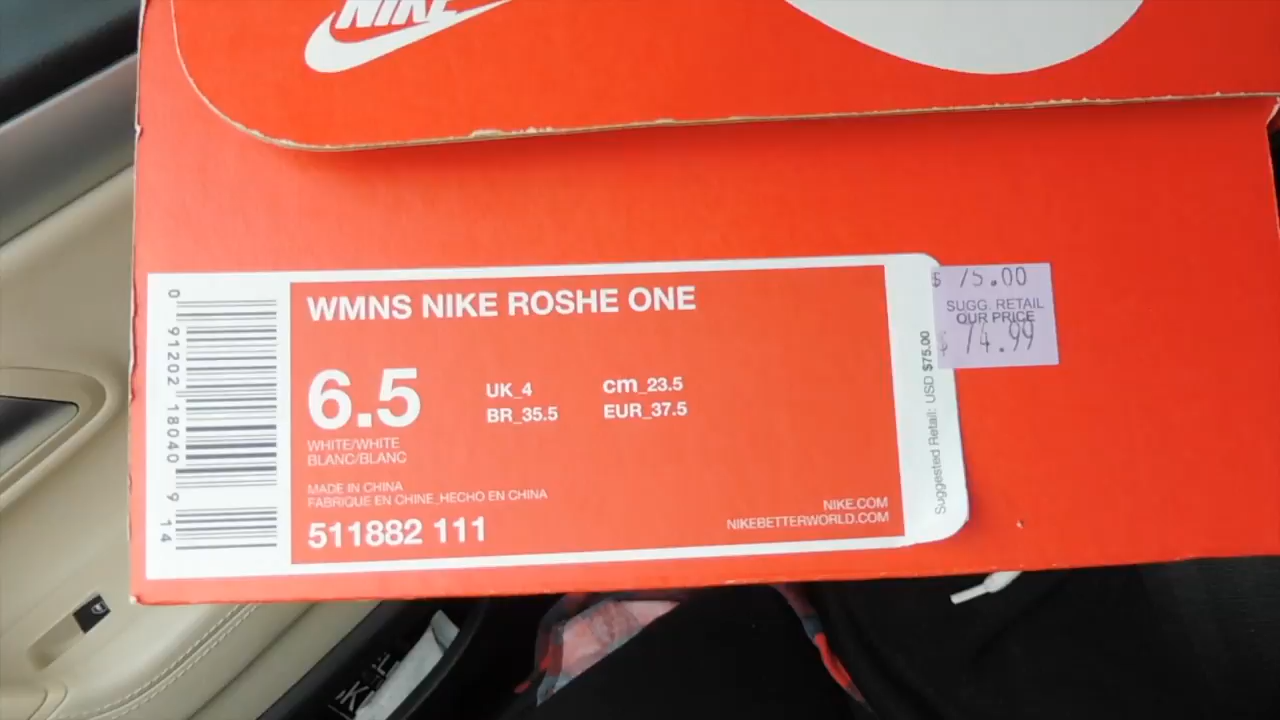 NIKE
WMNS NIKE ROSHE ONE
6.5
UK_4
cm_23.5
BR_35.5
EUR_37.5
WHITE/WHITE
BLANC/BLANC
MADE IN CHINA
FABRIQUE EN CHINE_HECHO EN CHINA
511882 111
NIKE.COM
NIKEBETTERWORLD.COM
0 91202 18040 9 14
Suggested Retail: USD $75.00
$ 75.00
SUGG. RETAIL
OUR PRICE
$ 74.99